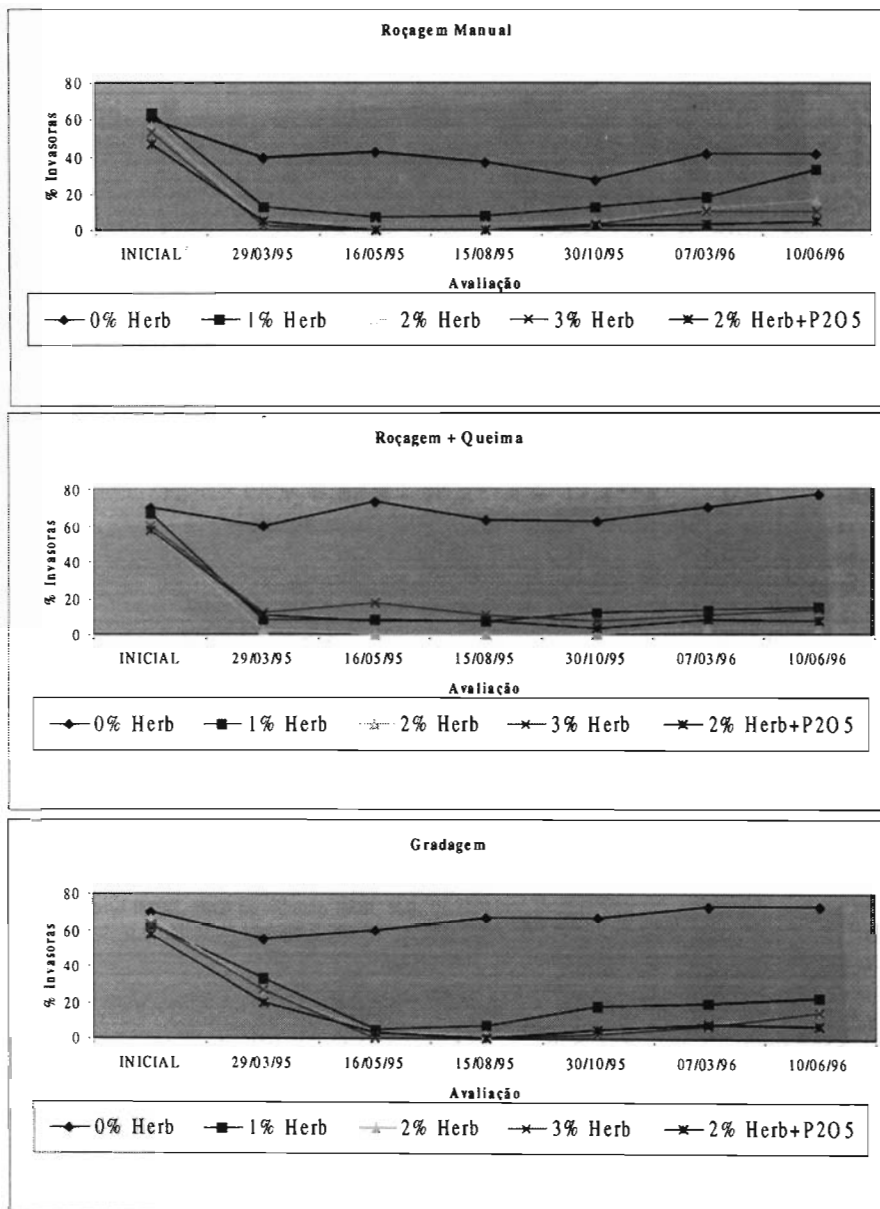 Roçagem Manual
80
60
40
20
0
% Invasoras
INICIAL 29/03/95 16/05/95 15/08/95 30/10/95 07/03/96 10/06/96
Avaliação
0% Herb 1% Herb 2% Herb 3% Herb 2% Herb+P2O5
Roçagem + Queima
80
60
40
20
0
% Invasoras
INICIAL 29/03/95 16/05/95 15/08/95 30/10/95 07/03/96 10/06/96
Avaliação
0% Herb 1% Herb 2% Herb 3% Herb 2% Herb+P2O5
Gradagem
80
60
40
20
0
% Invasoras
INICIAL 29/03/95 16/05/95 15/08/95 30/10/95 07/03/96 10/06/96
Avaliação
0% Herb 1% Herb 2% Herb 3% Herb 2% Herb+P2O5